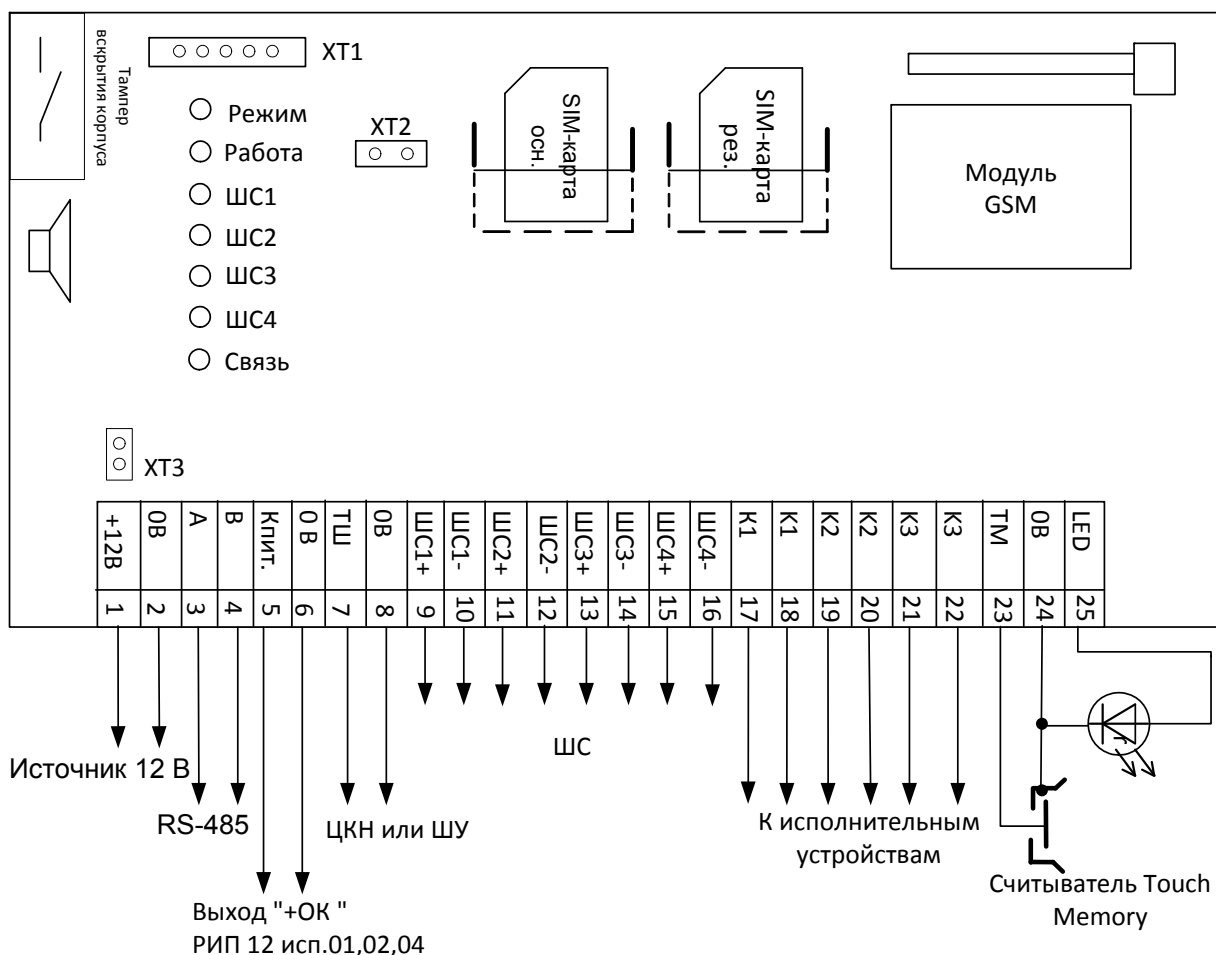 Тампер
вскрытия корпуса
XT1
Режим
Работа
ШС1
ШС2
ШС3
ШС4
Связь
XT2
SIM-карта
осн.
SIM-карта
рез.
Модуль
GSM
XT3
+12В
0В
А
В
Кпит.
0 В
ТШ
0В
ШС1+
ШС1-
ШС2+
ШС2-
ШС3+
ШС3-
ШС4+
ШС4-
К1
К1
К2
К2
К3
К3
ТМ
0В
LED
1
2
3
4
5
6
7
8
9
10
11
12
13
14
15
16
17
18
19
20
21
22
23
24
25
Источник 12 В
RS-485
Выход "+ОК "
РИП 12 исп.01,02,04
ЦКН или ШУ
ШС
К исполнительным
устройствам
Считыватель Touch
Memory